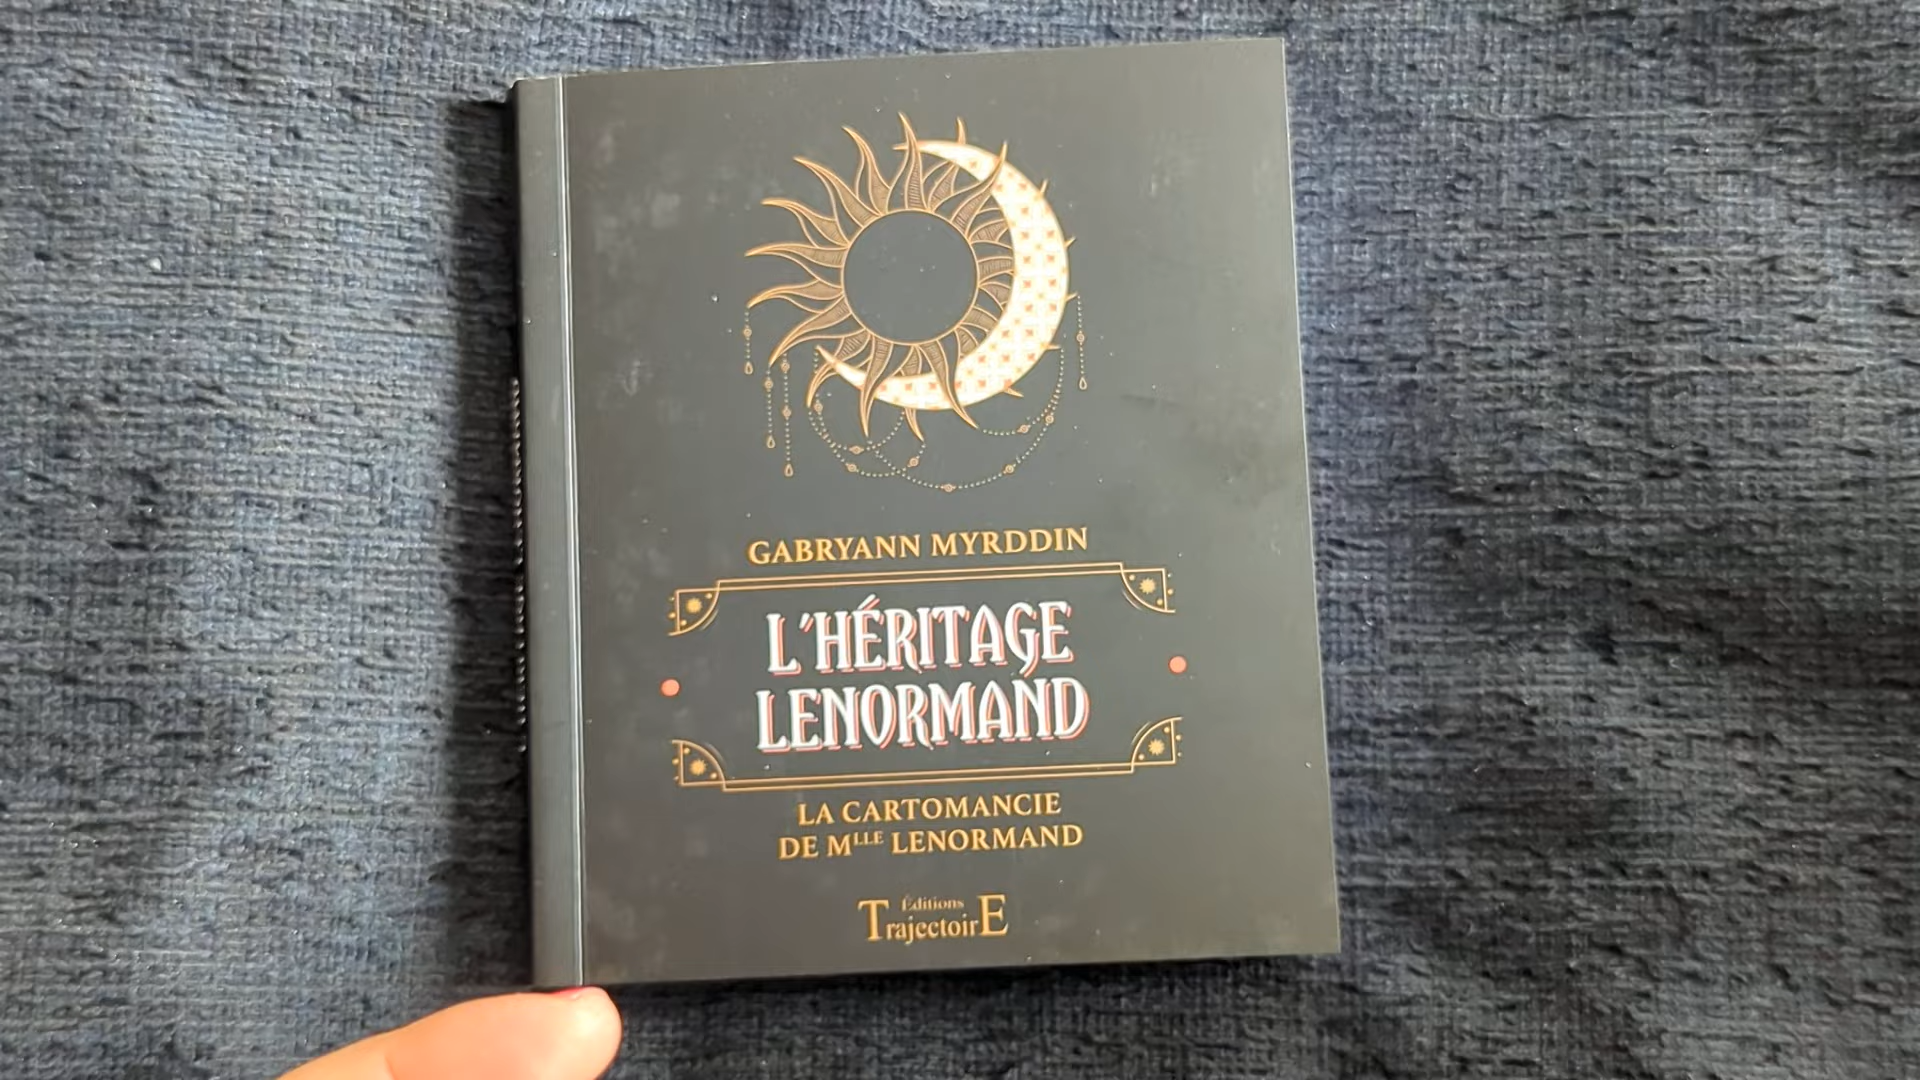 GABRYANN MYRDDIN
L'HÉRITAGE
LENORMAND
LA CARTOMANCIE
DE MLLE LENORMAND
Éditions
TrajectoirE